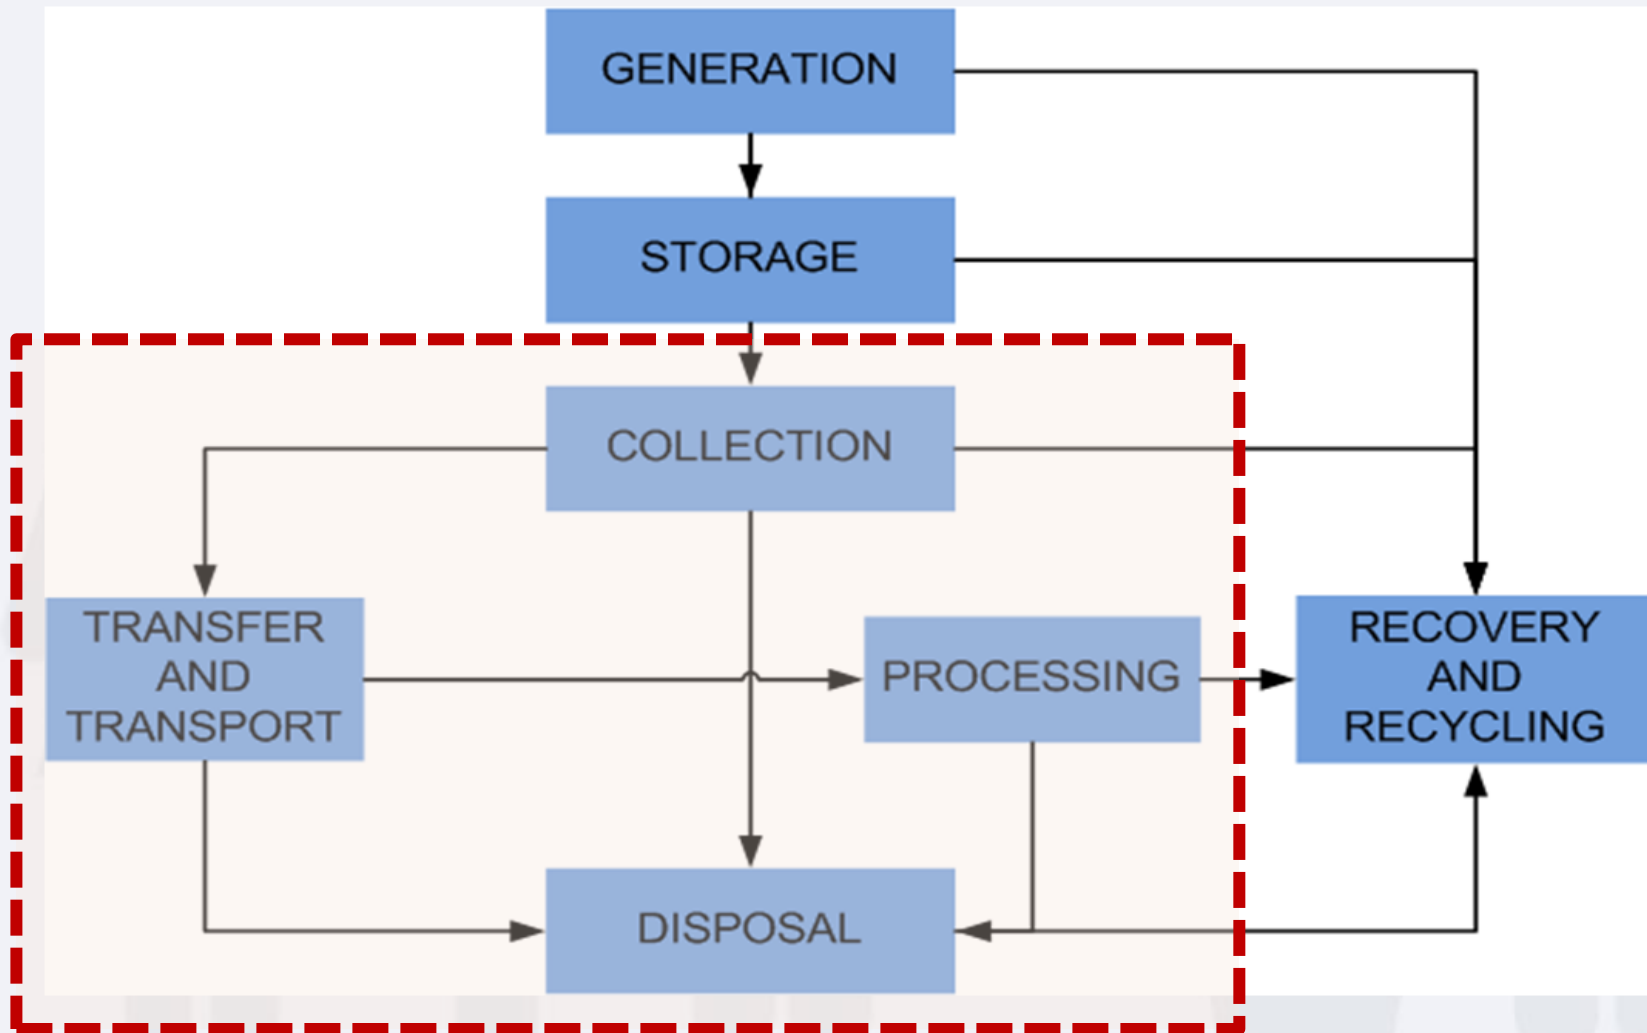 GENERATION
STORAGE
COLLECTION
TRANSFER
AND
TRANSPORT
PROCESSING
RECOVERY
AND
RECYCLING
DISPOSAL